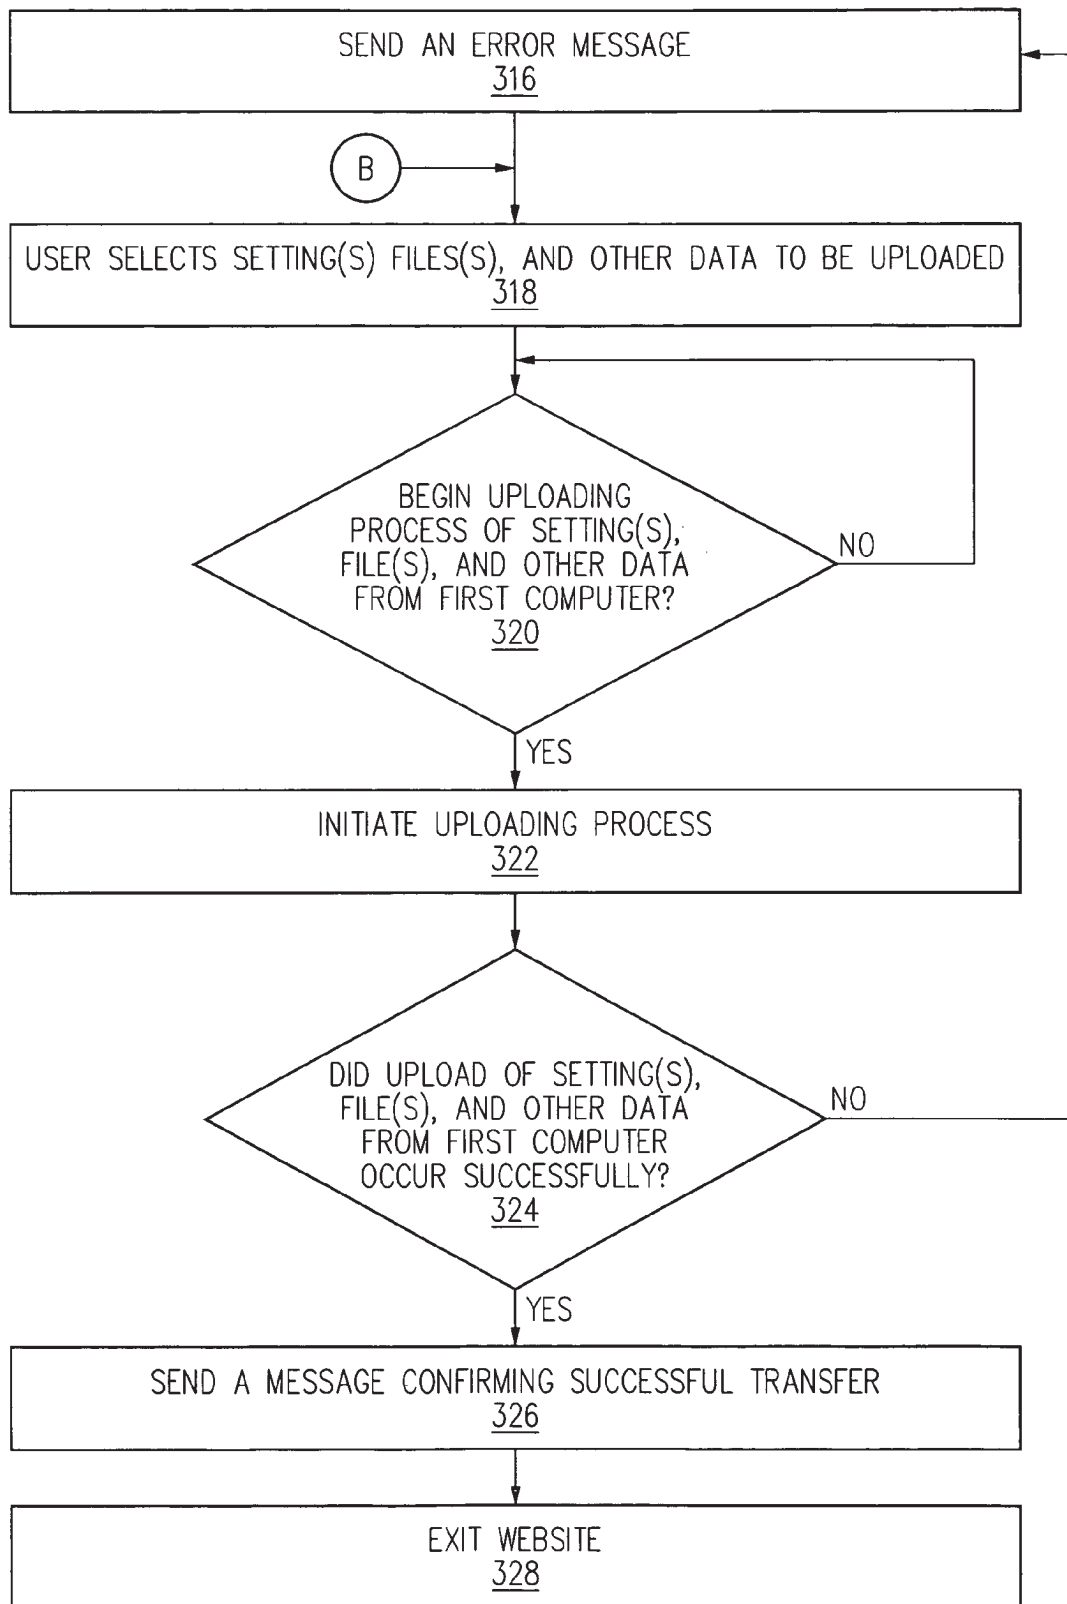 SEND AN ERROR MESSAGE
316
B
USER SELECTS SETTING(S) FILES(S), AND OTHER DATA TO BE UPLOADED
318
BEGIN UPLOADING
PROCESS OF SETTING(S),
FILE(S), AND OTHER DATA
FROM FIRST COMPUTER?
320
NO
YES
INITIATE UPLOADING PROCESS
322
DID UPLOAD OF SETTING(S),
FILE(S), AND OTHER DATA
FROM FIRST COMPUTER
OCCUR SUCCESSFULLY?
324
NO
YES
SEND A MESSAGE CONFIRMING SUCCESSFUL TRANSFER
326
EXIT WEBSITE
328